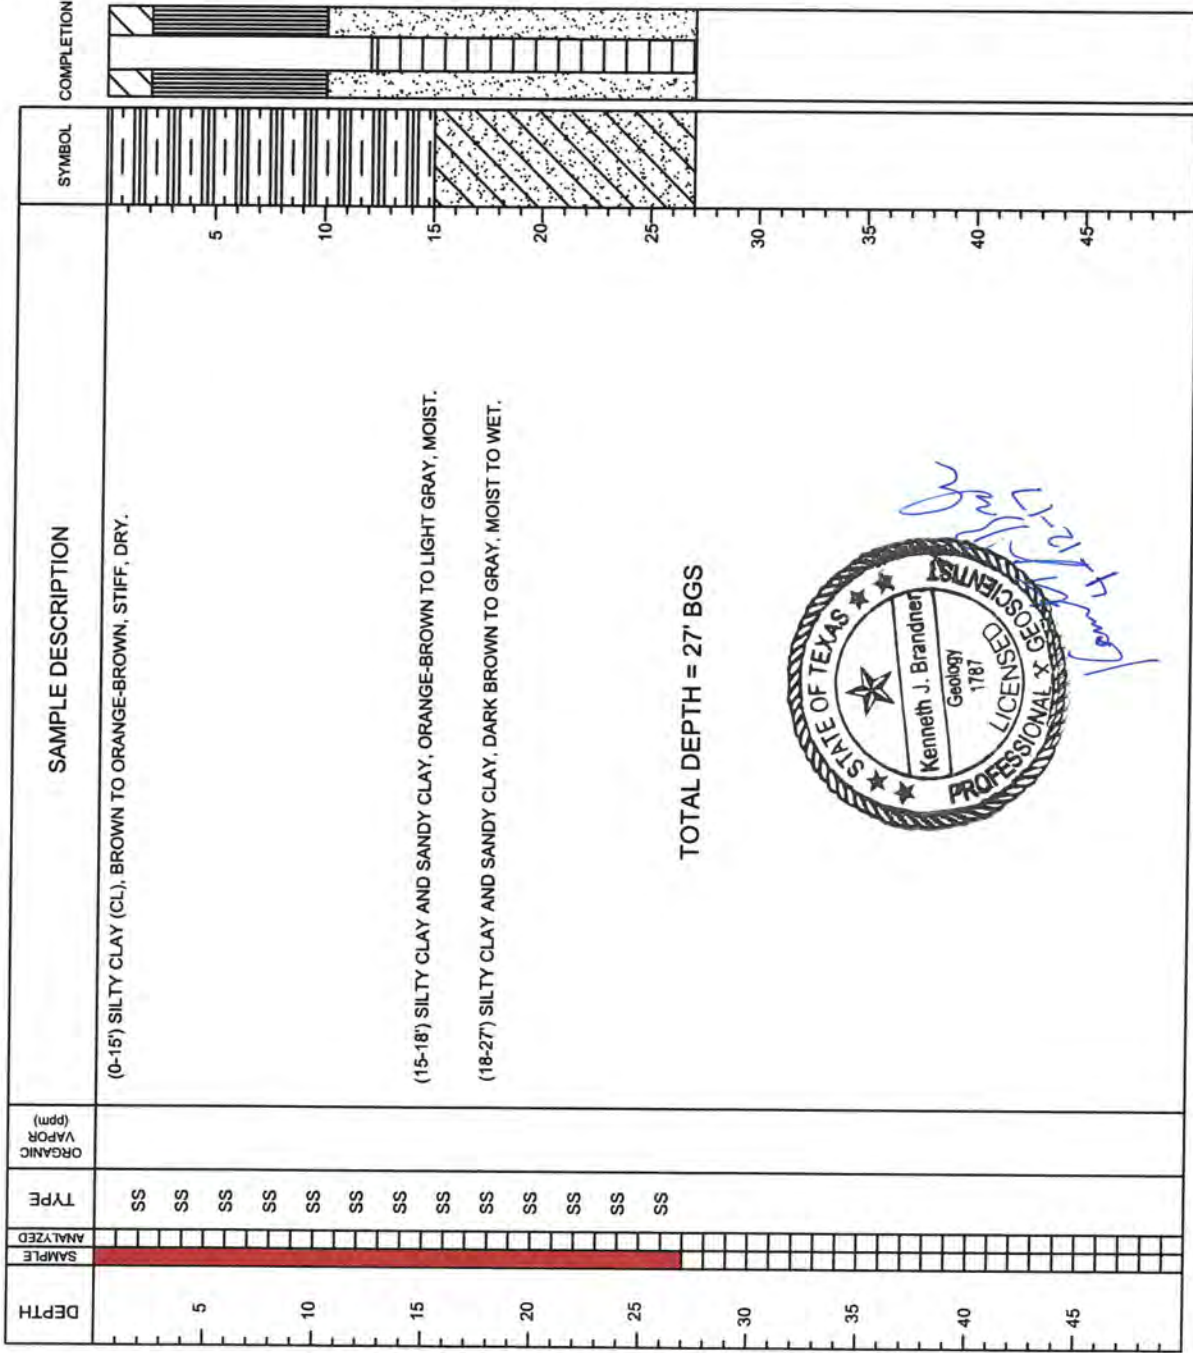 DEPTH
SAMPLE
ANALYZED
TYPE
ORGANIC
VAPOR
(ppm)
SAMPLE DESCRIPTION
SYMBOL
COMPLETION
(0-15') SILTY CLAY (CL), BROWN TO ORANGE-BROWN, STIFF, DRY.
(15-18') SILTY CLAY AND SANDY CLAY, ORANGE-BROWN TO LIGHT GRAY, MOIST.
(18-27') SILTY CLAY AND SANDY CLAY, DARK BROWN TO GRAY, MOIST TO WET.
TOTAL DEPTH = 27' BGS
5
10
15
20
25
30
35
40
45
SS
SS
SS
SS
SS
SS
SS
SS
SS
SS
SS
SS
SS
5
10
15
20
25
30
35
40
45
STATE OF TEXAS
Kenneth J. Brandner
Geology
1787
LICENSED
PROFESSIONAL GEOSCIENTIST
4-12-17